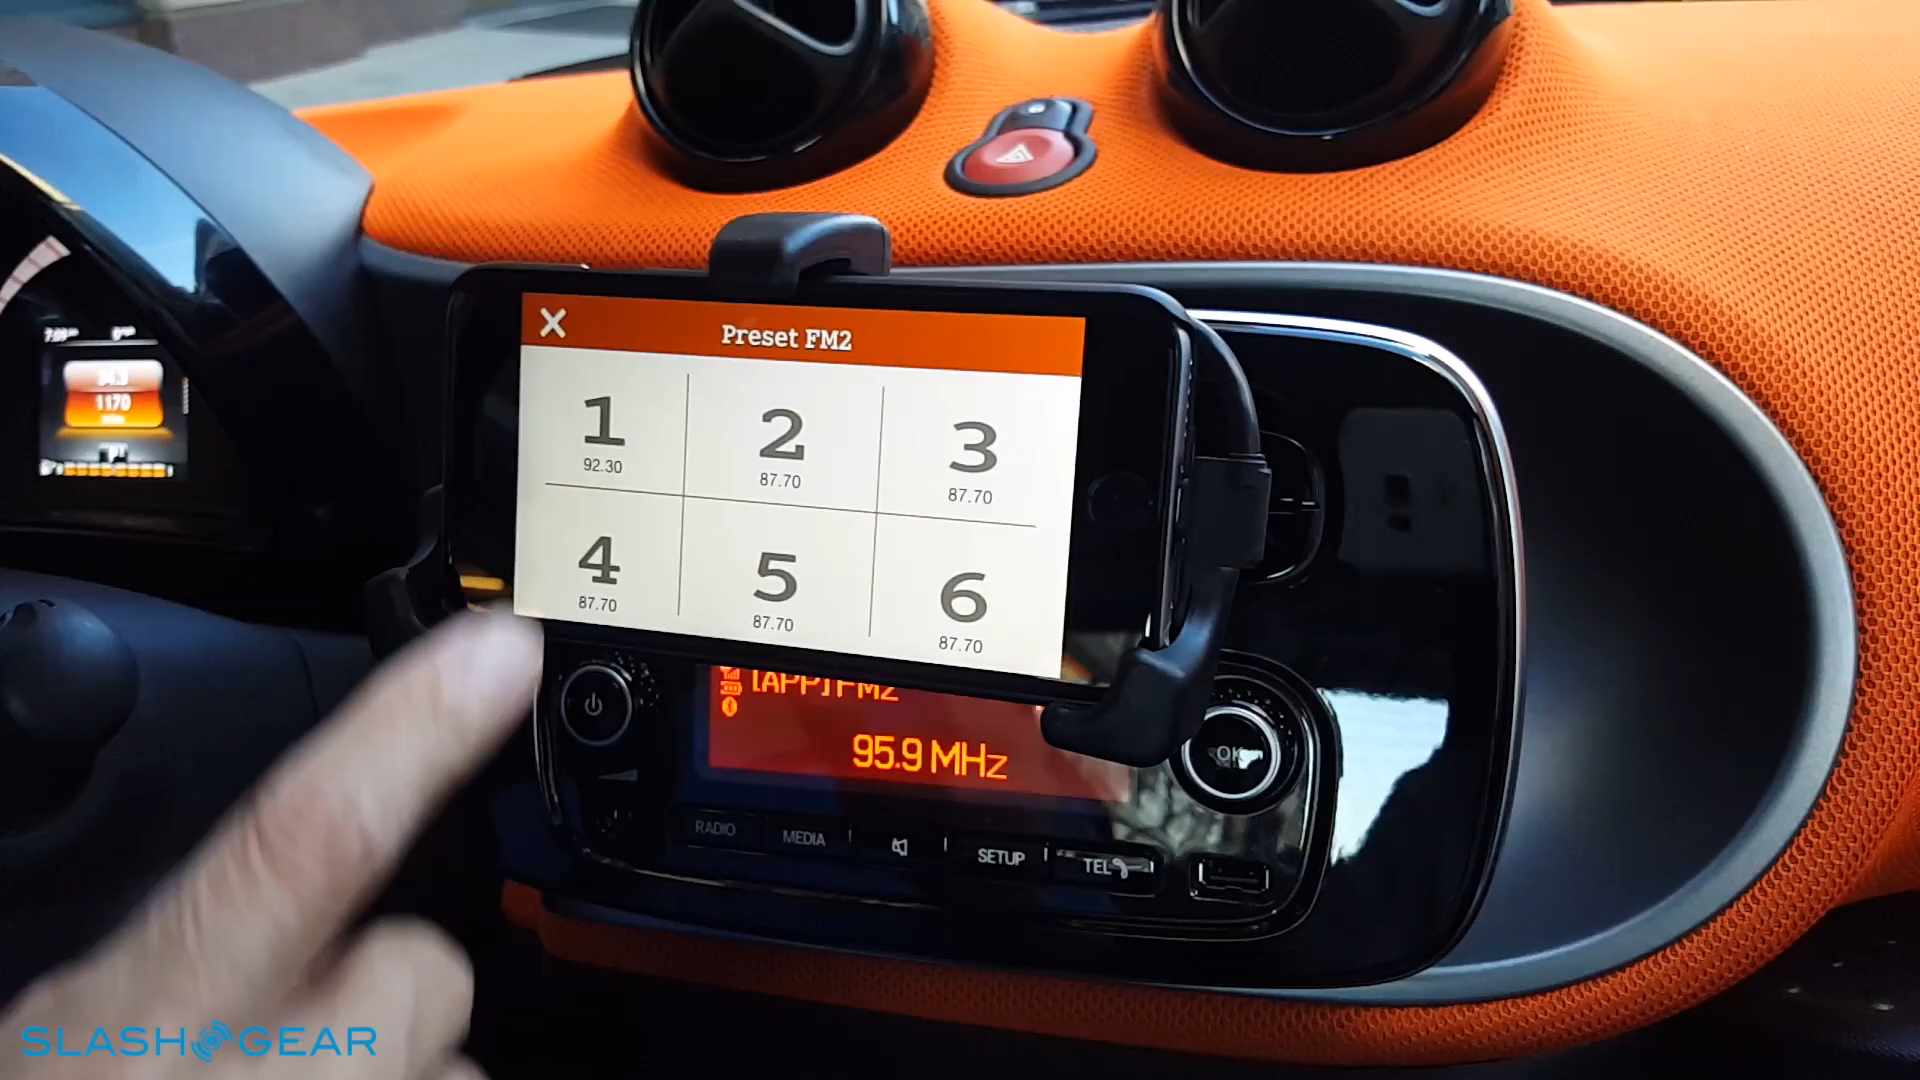 Preset FM2
1
92.30
2
87.70
3
87.70
4
87.70
5
87.70
6
87.70
[APP] FM2
95.9 MHz
1170
OK
RADIO
MEDIA
SETUP
TEL
SLASHGEAR